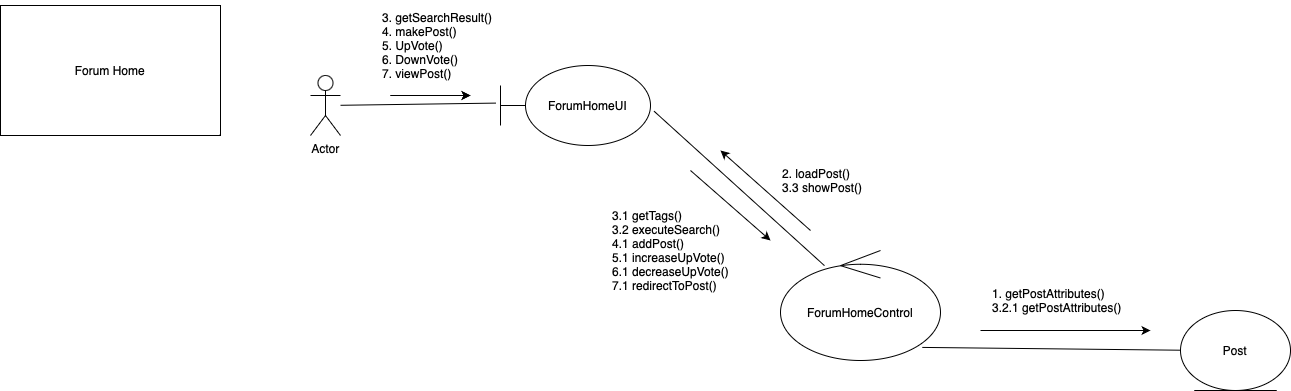 Forum Home
3. getSearchResult()
4. makePost()
5. UpVote()
6. DownVote()
7. viewPost()
Actor
ForumHomeUI
2. loadPost()
3.3 showPost()
3.1 getTags()
3.2 executeSearch()
4.1 addPost()
5.1 increaseUpVote()
6.1 decreaseUpVote()
7.1 redirectToPost()
ForumHomeControl
1. getPostAttributes()
3.2.1 getPostAttributes()
Post